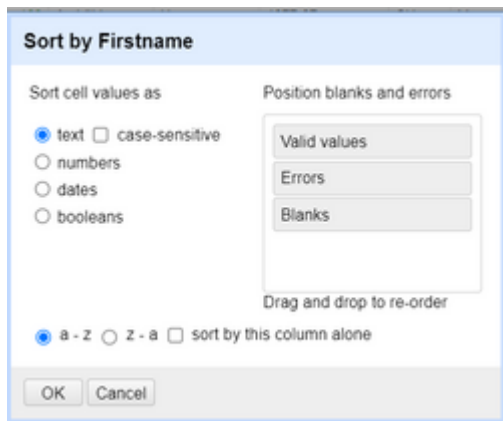 Sort by Firstname
Sort cell values as
text case-sensitive
numbers
dates
booleans
Position blanks and errors
Valid values
Errors
Blanks
Drag and drop to re-order
a - z z - a sort by this column alone
OK Cancel